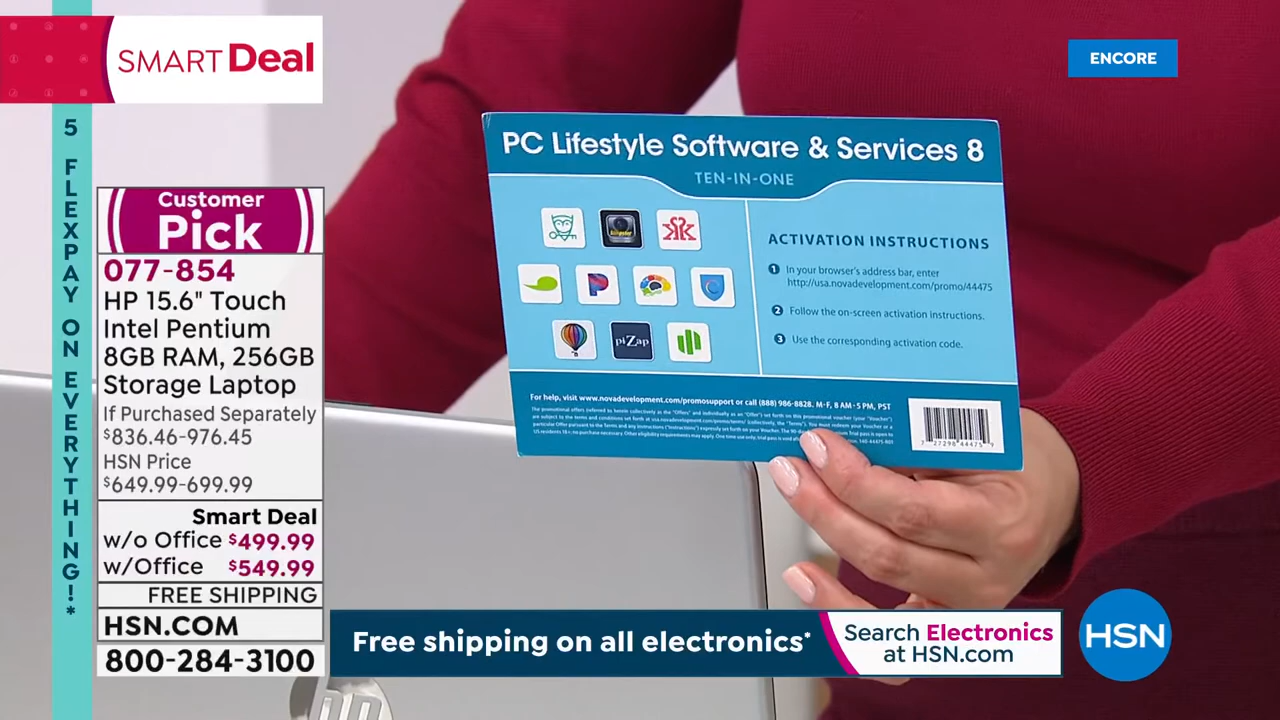 SMART Deal
ENCORE
5 FLEXPAY ON EVERYTHING!*
Customer
Pick
077-854
HP 15.6" Touch
Intel Pentium
8GB RAM, 256GB
Storage Laptop
If Purchased Separately
$836.46-976.45
HSN Price
$649.99-699.99
Smart Deal
w/o Office $499.99
w/Office $549.99
FREE SHIPPING
HSN.COM
800-284-3100
PC Lifestyle Software & Services 8
TEN-IN-ONE
piZap
ACTIVATION INSTRUCTIONS
1 In your browser's address bar, enter
http://usa.novadevelopment.com/promo/44475
2 Follow the on-screen activation instructions.
3 Use the corresponding activation code.
For help, visit www.novadevelopment.com/promosupport or call (888) 986-8828. M-F, 8 AM - 5 PM, PST
7 27298 44475 9
Free shipping on all electronics*
Search Electronics
at HSN.com
HSN
hp